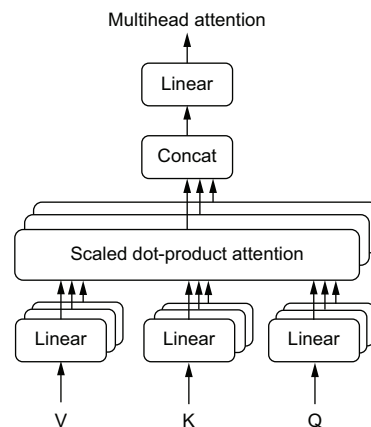 Multihead attention
Linear
Concat
Scaled dot-product attention
Linear Linear Linear
V K Q